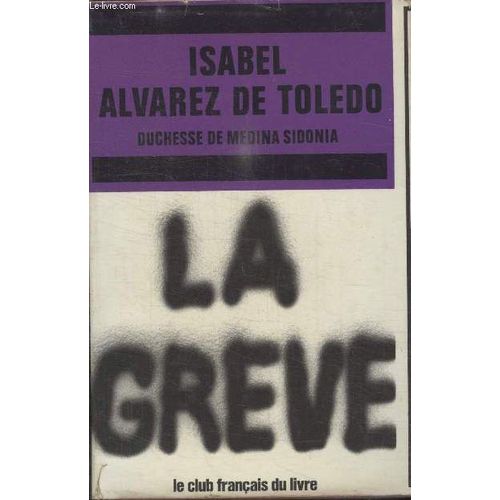 Le-livre.com
ISABEL
ALVAREZ DE TOLEDO
DUCHESSE DE MEDINA SIDONIA
LA
GREVE
le club français du livre